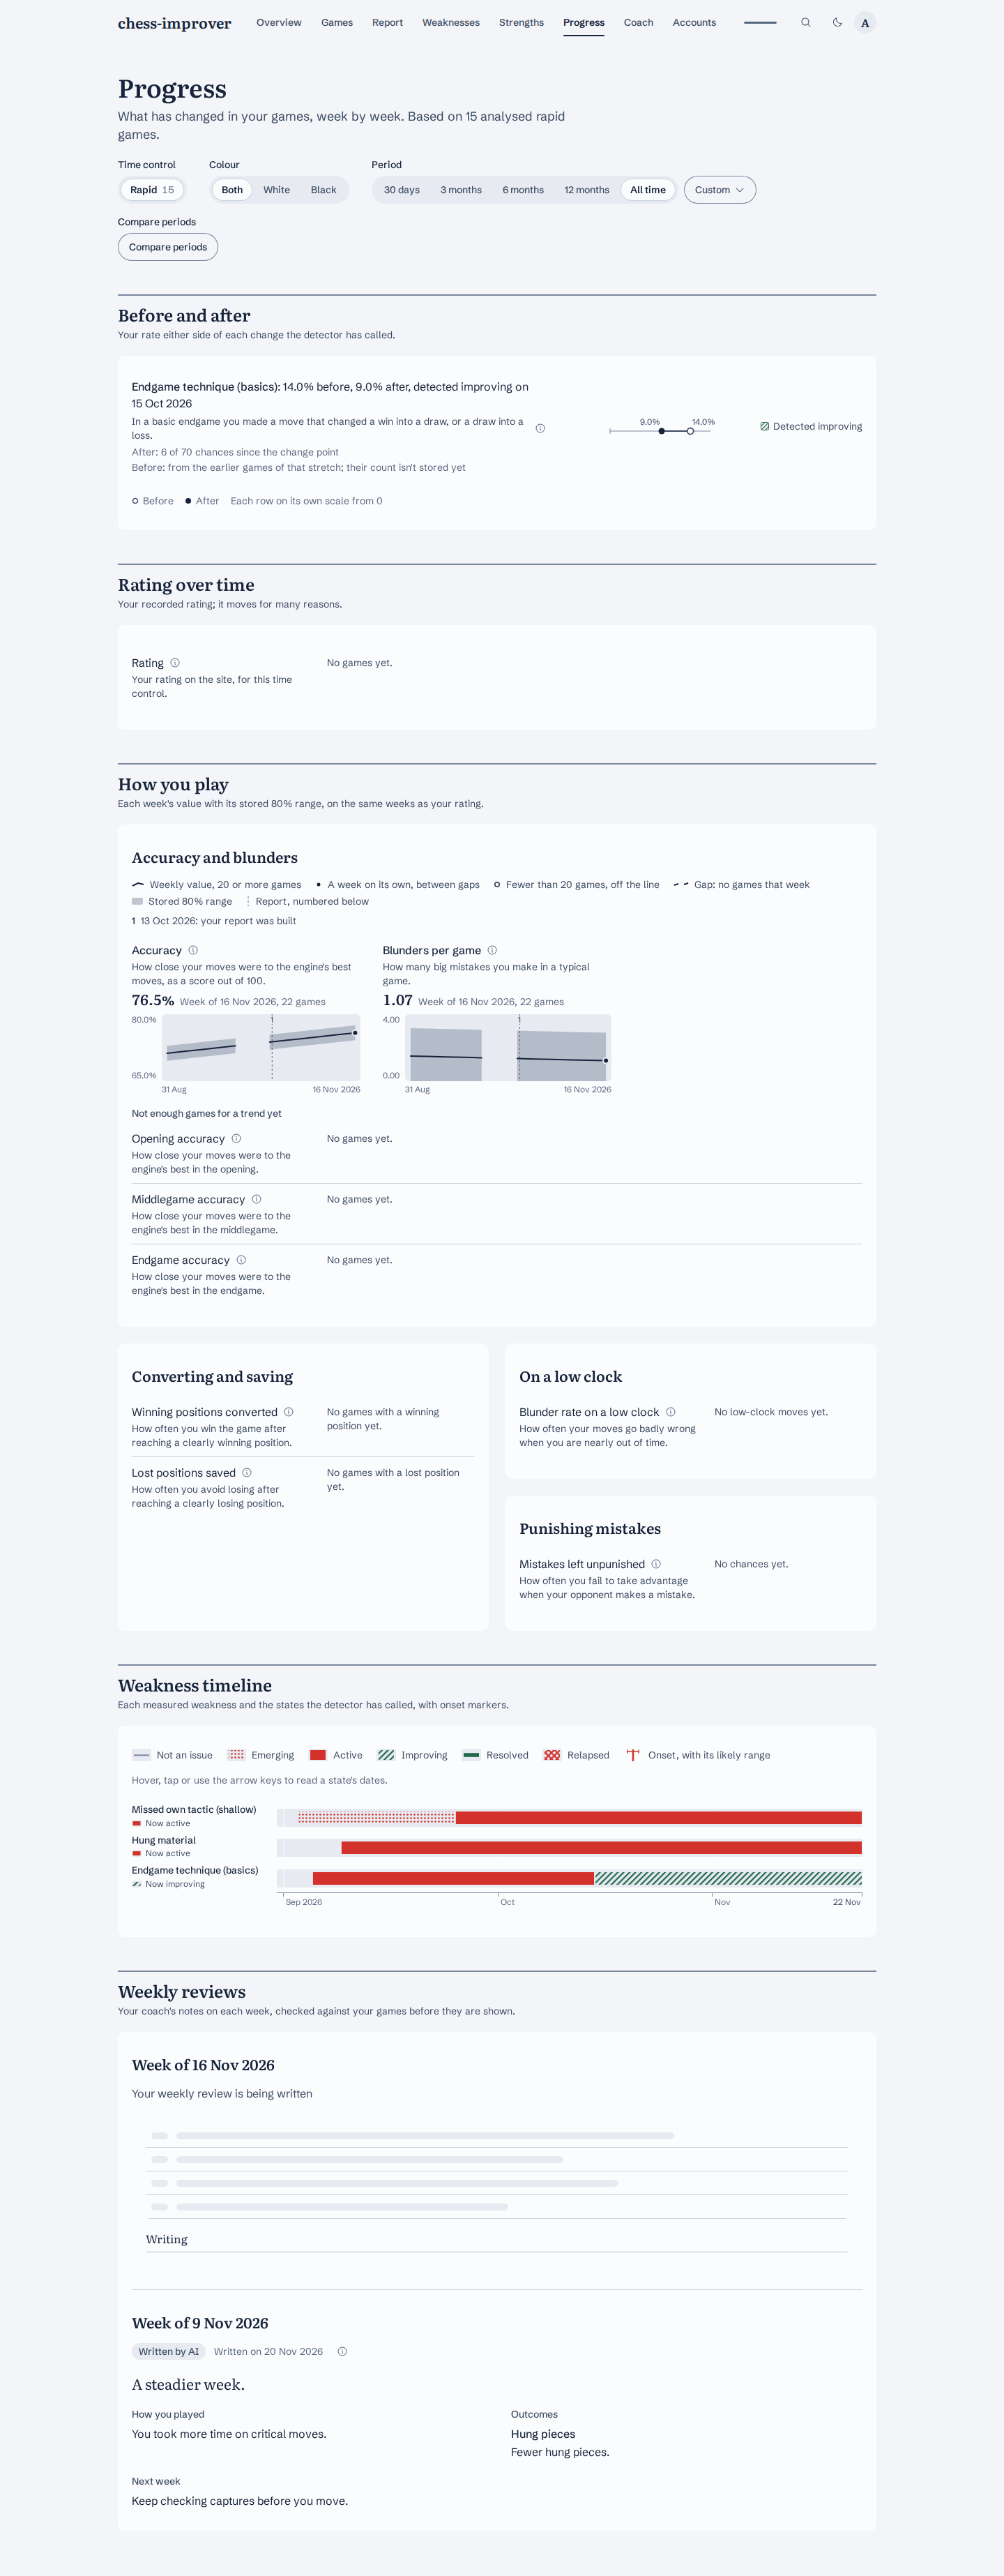 chess-improver
Overview Games Report Weaknesses Strengths Progress Coach Accounts A
Progress
What has changed in your games, week by week. Based on 15 analysed rapid
games.
Time control Colour Period
Rapid 15 Both White Black 30 days 3 months 6 months 12 months All time Custom
Compare periods
Compare periods
Before and after
Your rate either side of each change the detector has called.
Endgame technique (basics): 14.0% before, 9.0% after, detected improving on
15 Oct 2026
In a basic endgame you made a move that changed a win into a draw, or a draw into a
loss.
After: 6 of 70 chances since the change point
Before: from the earlier games of that stretch; their count isn't stored yet
9.0% 14.0%
Detected improving
Before After Each row on its own scale from 0
Rating over time
Your recorded rating; it moves for many reasons.
Rating No games yet.
Your rating on the site, for this time
control.
How you play
Each week's value with its stored 80% range, on the same weeks as your rating.
Accuracy and blunders
Weekly value, 20 or more games A week on its own, between gaps Fewer than 20 games, off the line Gap: no games that week
Stored 80% range Report, numbered below
1 13 Oct 2026: your report was built
Accuracy
How close your moves were to the engine's best
moves, as a score out of 100.
76.5% Week of 16 Nov 2026, 22 games
80.0% 1
65.0%
31 Aug 16 Nov 2026
Blunders per game
How many big mistakes you make in a typical
game.
1.07 Week of 16 Nov 2026, 22 games
4.00 1
0.00
31 Aug 16 Nov 2026
Not enough games for a trend yet
Opening accuracy No games yet.
How close your moves were to the
engine's best in the opening.
Middlegame accuracy No games yet.
How close your moves were to the
engine's best in the middlegame.
Endgame accuracy No games yet.
How close your moves were to the
engine's best in the endgame.
Converting and saving
Winning positions converted
How often you win the game after
reaching a clearly winning position.
No games with a winning
position yet.
Lost positions saved
How often you avoid losing after
reaching a clearly losing position.
No games with a lost position
yet.
On a low clock
Blunder rate on a low clock No low-clock moves yet.
How often your moves go badly wrong
when you are nearly out of time.
Punishing mistakes
Mistakes left unpunished No chances yet.
How often you fail to take advantage
when your opponent makes a mistake.
Weakness timeline
Each measured weakness and the states the detector has called, with onset markers.
Not an issue Emerging Active Improving Resolved Relapsed Onset, with its likely range
Hover, tap or use the arrow keys to read a state's dates.
Missed own tactic (shallow)
Now active
Hung material
Now active
Endgame technique (basics)
Now improving
Sep 2026 Oct Nov 22 Nov
Weekly reviews
Your coach's notes on each week, checked against your games before they are shown.
Week of 16 Nov 2026
Your weekly review is being written
Writing
Week of 9 Nov 2026
Written by AI Written on 20 Nov 2026
A steadier week.
How you played
You took more time on critical moves.
Outcomes
Hung pieces
Fewer hung pieces.
Next week
Keep checking captures before you move.